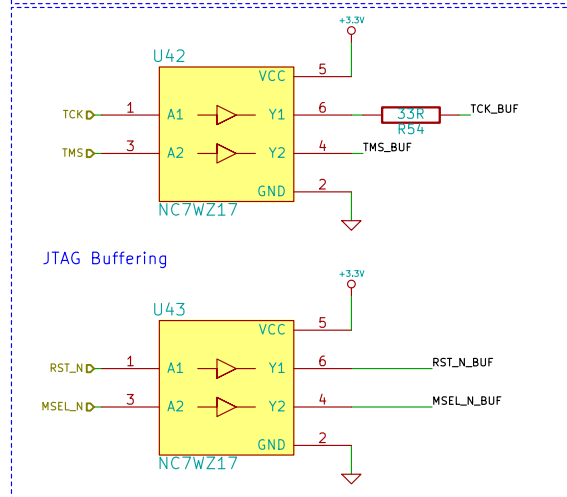 +3.3V
U42
VCC 5
TCK 1 A1 Y1 6 33R TCK_BUF
R54
TMS 3 A2 Y2 4 TMS_BUF
GND 2
NC7WZ17
JTAG Buffering
+3.3V
U43
VCC 5
RST_N 1 A1 Y1 6 RST_N_BUF
MSEL_N 3 A2 Y2 4 MSEL_N_BUF
GND 2
NC7WZ17